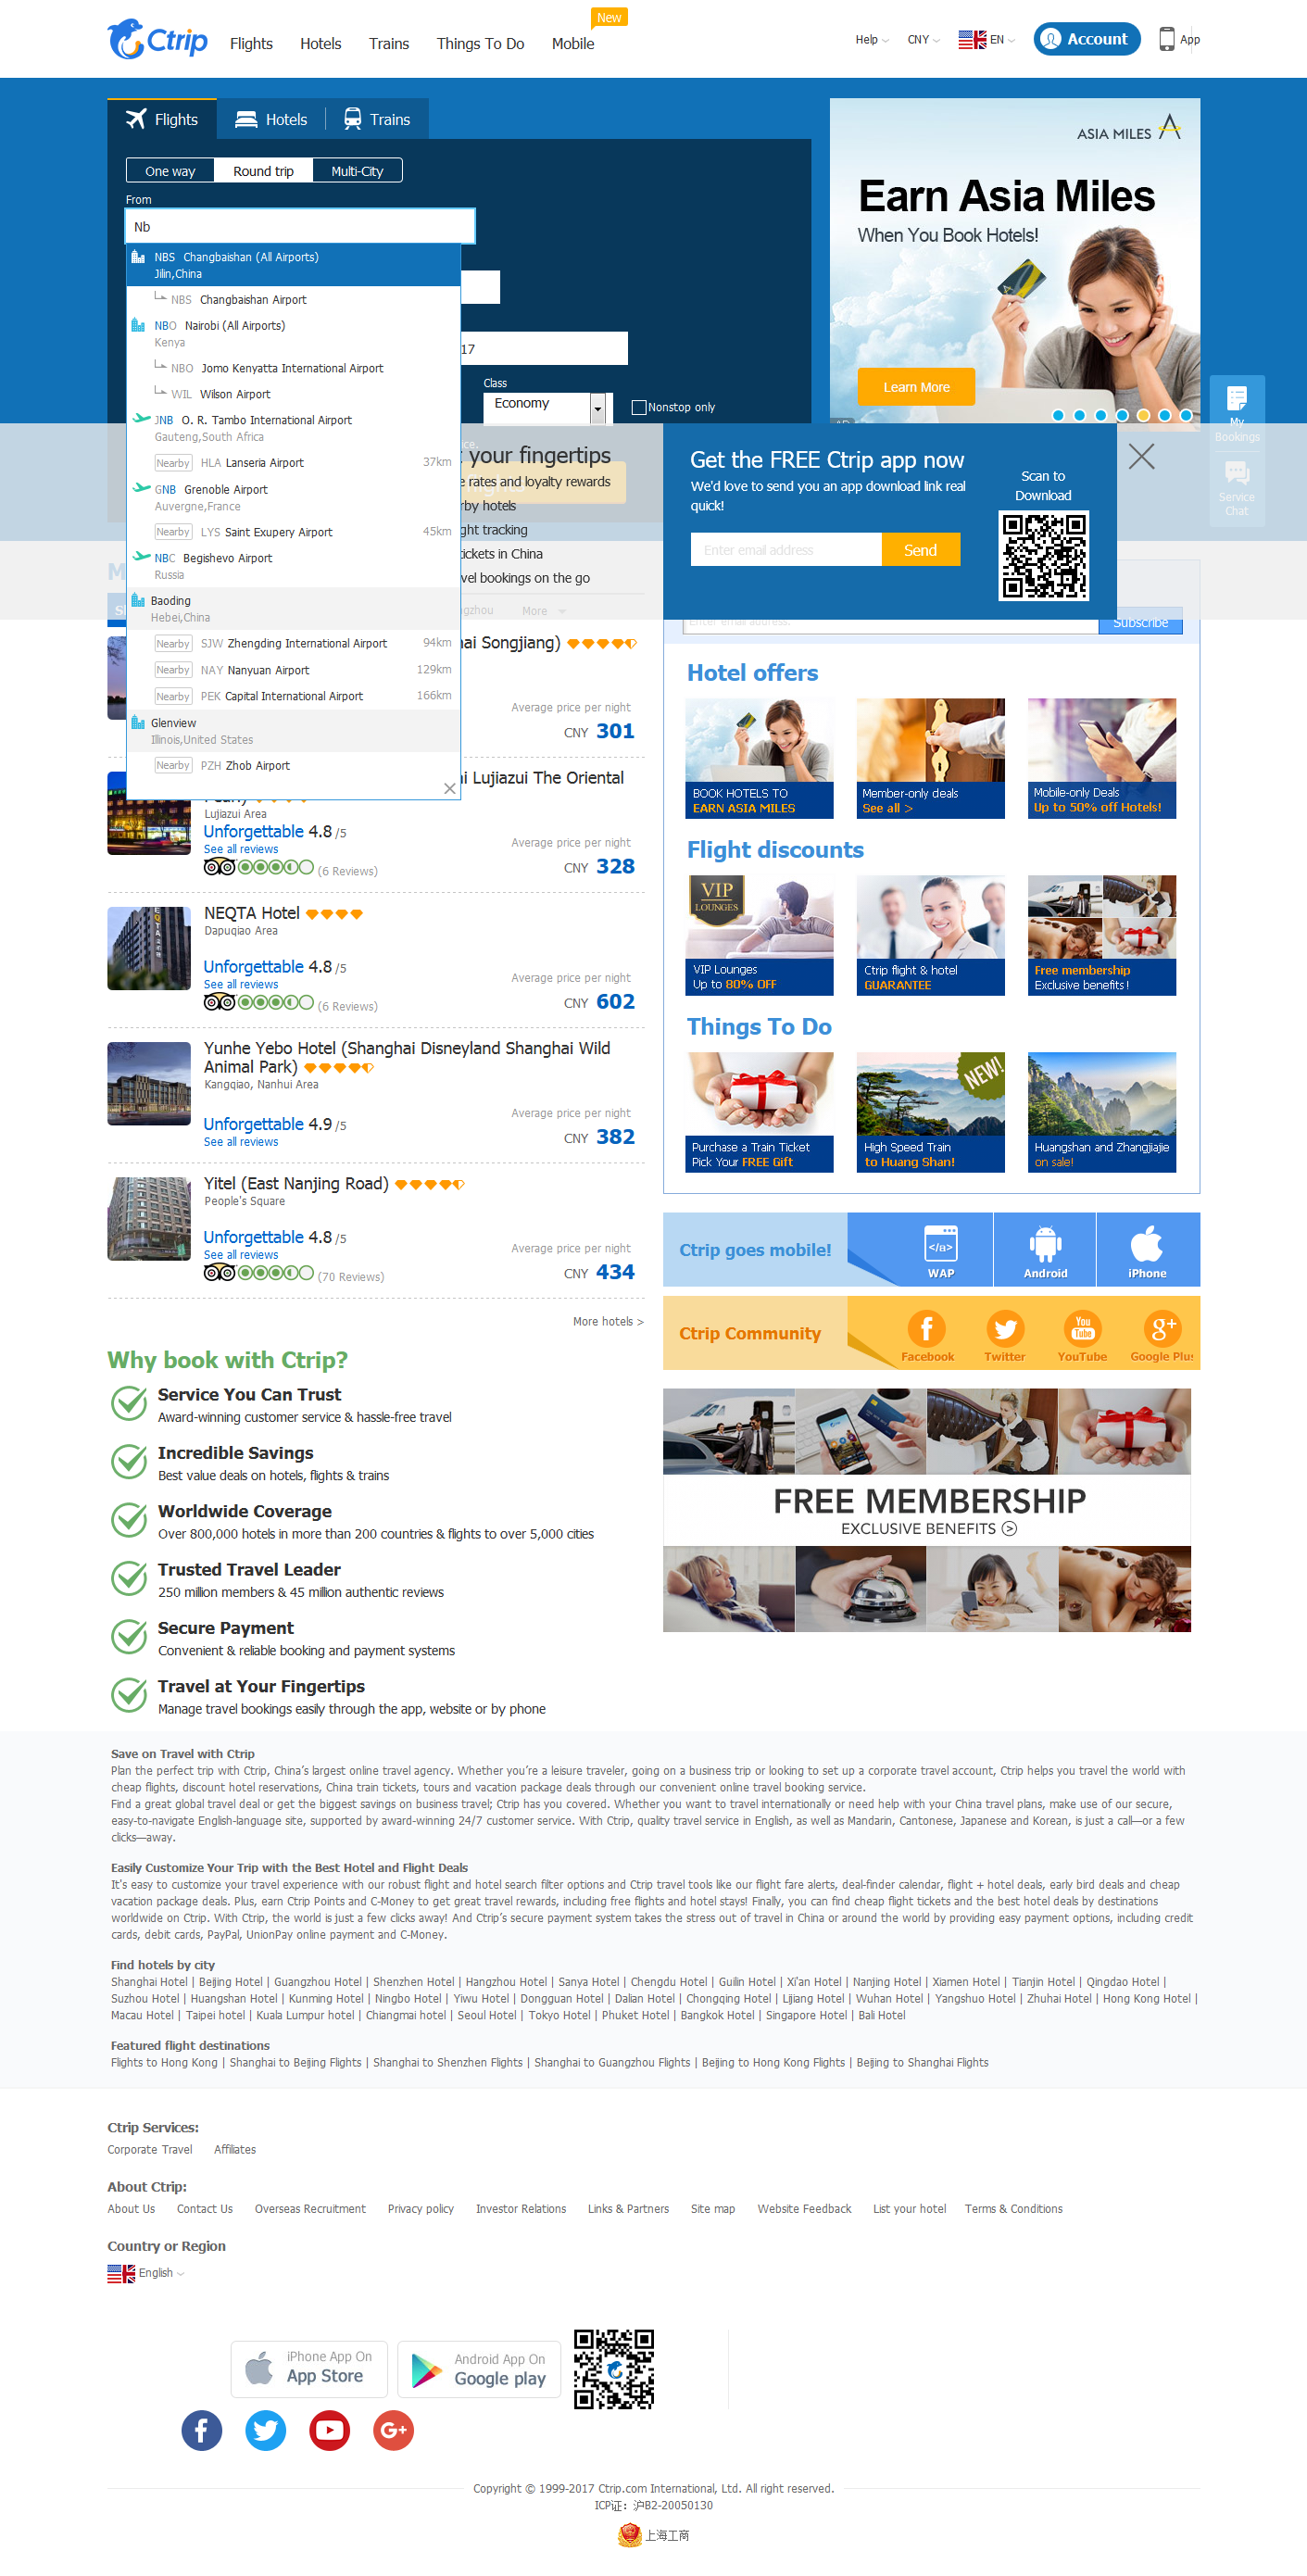 Ctrip
Flights
Hotels
Trains
Things To Do
Mobile
New
Help
CNY
EN
Account
App
Flights
Hotels
Trains
One way
Round trip
Multi-City
From
Nb
NBS Changbaishan (All Airports)
Jilin,China
NBS Changbaishan Airport
NBO Nairobi (All Airports)
Kenya
NBO Jomo Kenyatta International Airport
WIL Wilson Airport
JNB O. R. Tambo International Airport
Gauteng,South Africa
Nearby HLA Lanseria Airport 37km
GNB Grenoble Airport
Auvergne,France
Nearby LYS Saint Exupery Airport 45km
NBC Begishevo Airport
Russia
Baoding
Hebei,China
Nearby SJW Zhengding International Airport 94km
Nearby NAY Nanyuan Airport 129km
Nearby PEK Capital International Airport 166km
Glenview
Illinois,United States
Nearby PZH Zhob Airport
17
Class
Economy
Nonstop only
ASIA MILES
Earn Asia Miles
When You Book Hotels!
Learn More
My
Bookings
Service
Chat
your fingertips
rates and loyalty rewards
hotels
tracking
tickets in China
bookings on the go
Get the FREE Ctrip app now
We'd love to send you an app download link real
quick!
Enter email address
Send
Scan to
Download
More
Enter email address.
Subscribe
Songjiang)
Average price per night
CNY 301
Lujiazui The Oriental
Lujiazui Area
Unforgettable 4.8 /5
See all reviews
(6 Reviews)
Average price per night
CNY 328
NEQTA Hotel
Dapuqiao Area
Unforgettable 4.8 /5
See all reviews
(6 Reviews)
Average price per night
CNY 602
Yunhe Yebo Hotel (Shanghai Disneyland Shanghai Wild
Animal Park)
Kangqiao, Nanhui Area
Unforgettable 4.9 /5
See all reviews
Average price per night
CNY 382
Yitel (East Nanjing Road)
People's Square
Unforgettable 4.8 /5
See all reviews
(70 Reviews)
Average price per night
CNY 434
More hotels >
Hotel offers
BOOK HOTELS TO
EARN ASIA MILES
Member-only deals
See all >
Mobile-only Deals
Up to 50% off Hotels!
Flight discounts
VIP
LOUNGES
VIP Lounges
Up to 80% OFF
Ctrip flight & hotel
GUARANTEE
Free membership
Exclusive benefits!
Things To Do
Purchase a Train Ticket
Pick Your FREE Gift
NEW!
High Speed Train
to Huang Shan!
Huangshan and Zhangjiajie
on sale!
Ctrip goes mobile!
WAP
Android
iPhone
Ctrip Community
Facebook
Twitter
YouTube
Google Plus
FREE MEMBERSHIP
EXCLUSIVE BENEFITS
Why book with Ctrip?
Service You Can Trust
Award-winning customer service & hassle-free travel
Incredible Savings
Best value deals on hotels, flights & trains
Worldwide Coverage
Over 800,000 hotels in more than 200 countries & flights to over 5,000 cities
Trusted Travel Leader
250 million members & 45 million authentic reviews
Secure Payment
Convenient & reliable booking and payment systems
Travel at Your Fingertips
Manage travel bookings easily through the app, website or by phone
Save on Travel with Ctrip
Plan the perfect trip with Ctrip, China's largest online travel agency. Whether you're a leisure traveler, going on a business trip or looking to set up a corporate travel account, Ctrip helps you travel the world with
cheap flights, discount hotel reservations, China train tickets, tours and vacation package deals through our convenient online travel booking service.
Find a great global travel deal or get the biggest savings on business travel; Ctrip has you covered. Whether you want to travel internationally or need help with your China travel plans, make use of our secure,
easy-to-navigate English-language site, supported by award-winning 24/7 customer service. With Ctrip, quality travel service in English, as well as Mandarin, Cantonese, Japanese and Korean, is just a call—or a few
clicks—away.
Easily Customize Your Trip with the Best Hotel and Flight Deals
It's easy to customize your travel experience with our robust flight and hotel search filter options and Ctrip travel tools like our flight fare alerts, deal-finder calendar, flight + hotel deals, early bird deals and cheap
vacation package deals. Plus, earn Ctrip Points and C-Money to get great travel rewards, including free flights and hotel stays! Finally, you can find cheap flight tickets and the best hotel deals by destinations
worldwide on Ctrip. With Ctrip, the world is just a few clicks away! And Ctrip's secure payment system takes the stress out of travel in China or around the world by providing easy payment options, including credit
cards, debit cards, PayPal, UnionPay online payment and C-Money.
Find hotels by city
Shanghai Hotel | Beijing Hotel | Guangzhou Hotel | Shenzhen Hotel | Hangzhou Hotel | Sanya Hotel | Chengdu Hotel | Guilin Hotel | Xi'an Hotel | Nanjing Hotel | Xiamen Hotel | Tianjin Hotel | Qingdao Hotel |
Suzhou Hotel | Huangshan Hotel | Kunming Hotel | Ningbo Hotel | Yiwu Hotel | Dongguan Hotel | Dalian Hotel | Chongqing Hotel | Lijiang Hotel | Wuhan Hotel | Yangshuo Hotel | Zhuhai Hotel | Hong Kong Hotel |
Macau Hotel | Taipei hotel | Kuala Lumpur hotel | Chiangmai hotel | Seoul Hotel | Tokyo Hotel | Phuket Hotel | Bangkok Hotel | Singapore Hotel | Bali Hotel
Featured flight destinations
Flights to Hong Kong | Shanghai to Beijing Flights | Shanghai to Shenzhen Flights | Shanghai to Guangzhou Flights | Beijing to Hong Kong Flights | Beijing to Shanghai Flights
Ctrip Services:
Corporate Travel
Affiliates
About Ctrip:
About Us
Contact Us
Overseas Recruitment
Privacy policy
Investor Relations
Links & Partners
Site map
Website Feedback
List your hotel
Terms & Conditions
Country or Region
English
iPhone App On
App Store
Android App On
Google play
Copyright © 1999-2017 Ctrip.com International, Ltd. All right reserved.
ICP证：沪B2-20050130
上海工商